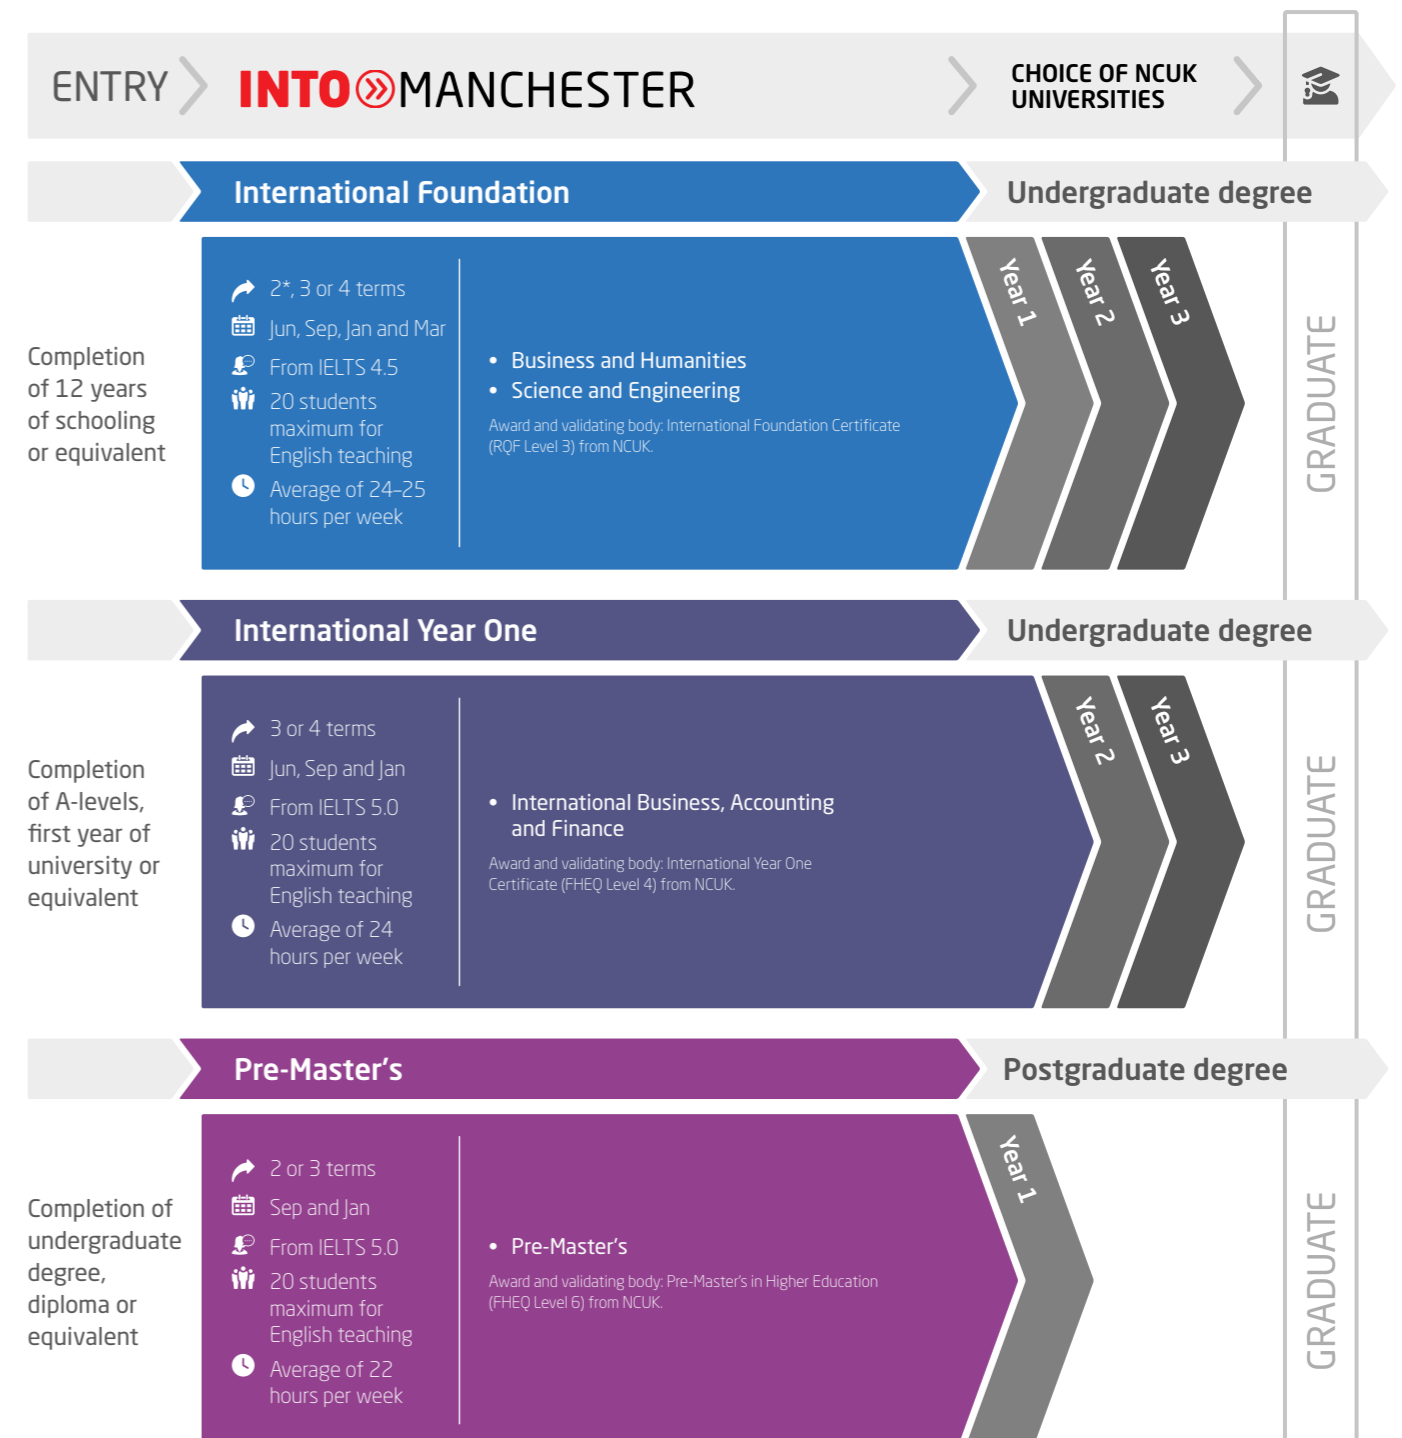 ENTRY
INTO MANCHESTER
CHOICE OF NCUK
UNIVERSITIES
International Foundation
Undergraduate degree
Completion
of 12 years
of schooling
or equivalent
2*, 3 or 4 terms
Jun, Sep, Jan and Mar
From IELTS 4.5
20 students
maximum for
English teaching
Average of 24–25
hours per week
• Business and Humanities
• Science and Engineering
Award and validating body: International Foundation Certificate
(RQF Level 3) from NCUK.
Year 1
Year 2
Year 3
GRADUATE
International Year One
Undergraduate degree
Completion
of A-levels,
first year of
university or
equivalent
3 or 4 terms
Jun, Sep and Jan
From IELTS 5.0
20 students
maximum for
English teaching
Average of 24
hours per week
• International Business, Accounting
and Finance
Award and validating body: International Year One
Certificate (FHEQ Level 4) from NCUK.
Year 2
Year 3
GRADUATE
Pre-Master's
Postgraduate degree
Completion of
undergraduate
degree,
diploma or
equivalent
2 or 3 terms
Sep and Jan
From IELTS 5.0
20 students
maximum for
English teaching
Average of 22
hours per week
• Pre-Master's
Award and validating body: Pre-Master's in Higher Education
(FHEQ Level 6) from NCUK.
Year 1
GRADUATE